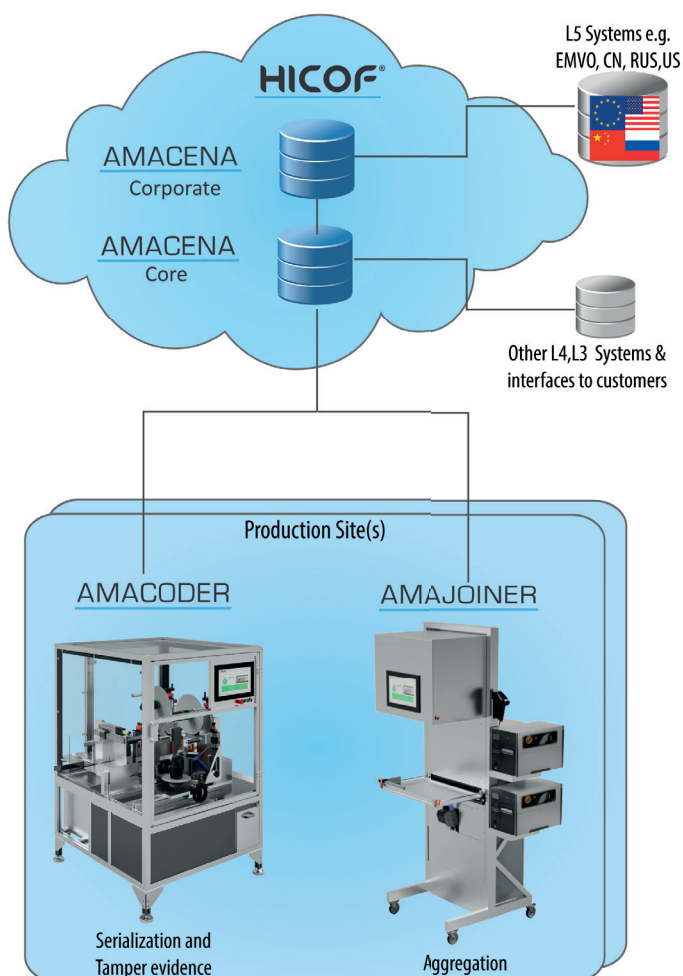 L5 Systems e.g.
EMVO, CN, RUS,US
HICOF®
AMACENA
Corporate
AMACENA
Core
Other L4,L3 Systems &
interfaces to customers
Production Site(s)
AMACODER
AMAJOINER
Serialization and
Tamper evidence
Aggregation